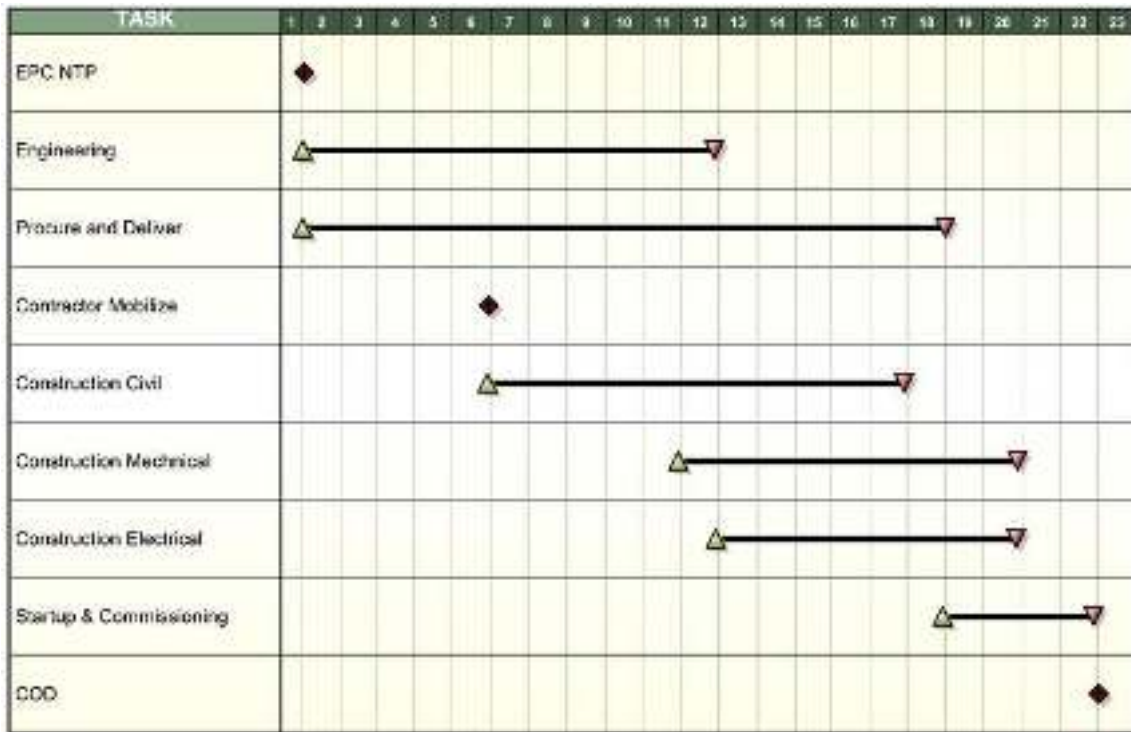 TASK 1 2 3 4 5 6 7 8 9 10 11 12 13 14 15 16 17 18 19 20 21 22 23
EPC NTP
Engineering
Procure and Deliver
Contractor Mobilize
Construction Civil
Construction Mechnical
Construction Electrical
Startup & Commissioning
COD